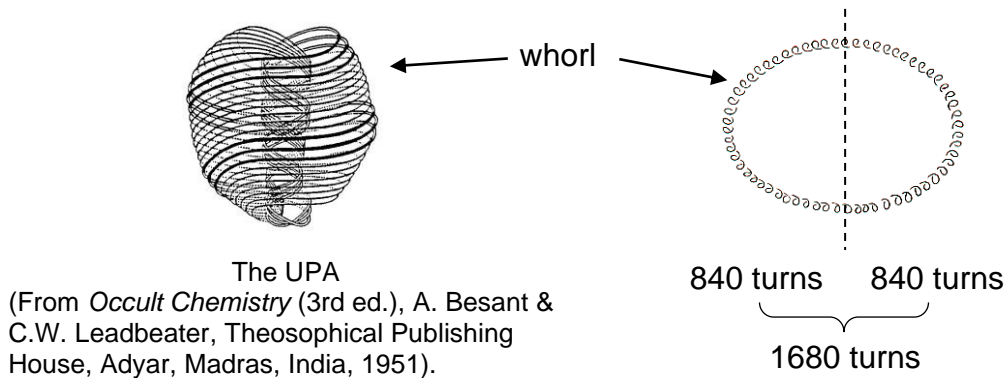 whorl
The UPA
(From Occult Chemistry (3rd ed.), A. Besant &
C.W. Leadbeater, Theosophical Publishing
House, Adyar, Madras, India, 1951).
840 turns 840 turns
1680 turns